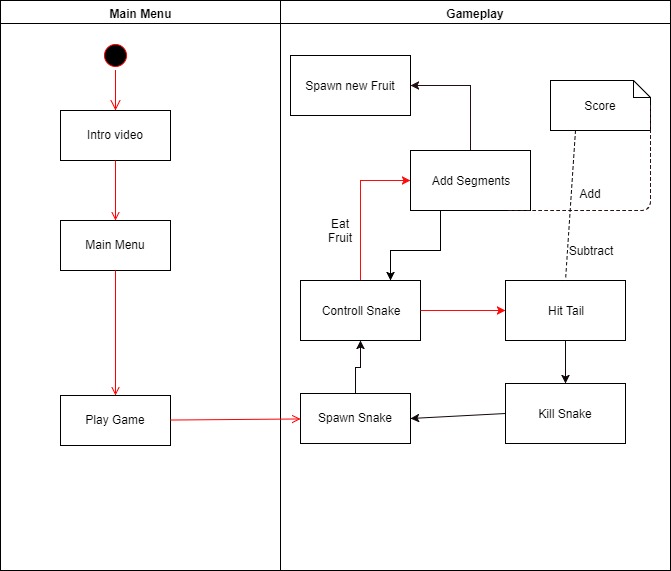 Main Menu
Gameplay
Spawn new Fruit
Score
Intro video
Add Segments
Add
Eat
Fruit
Main Menu
Subtract
Controll Snake
Hit Tail
Play Game
Spawn Snake
Kill Snake